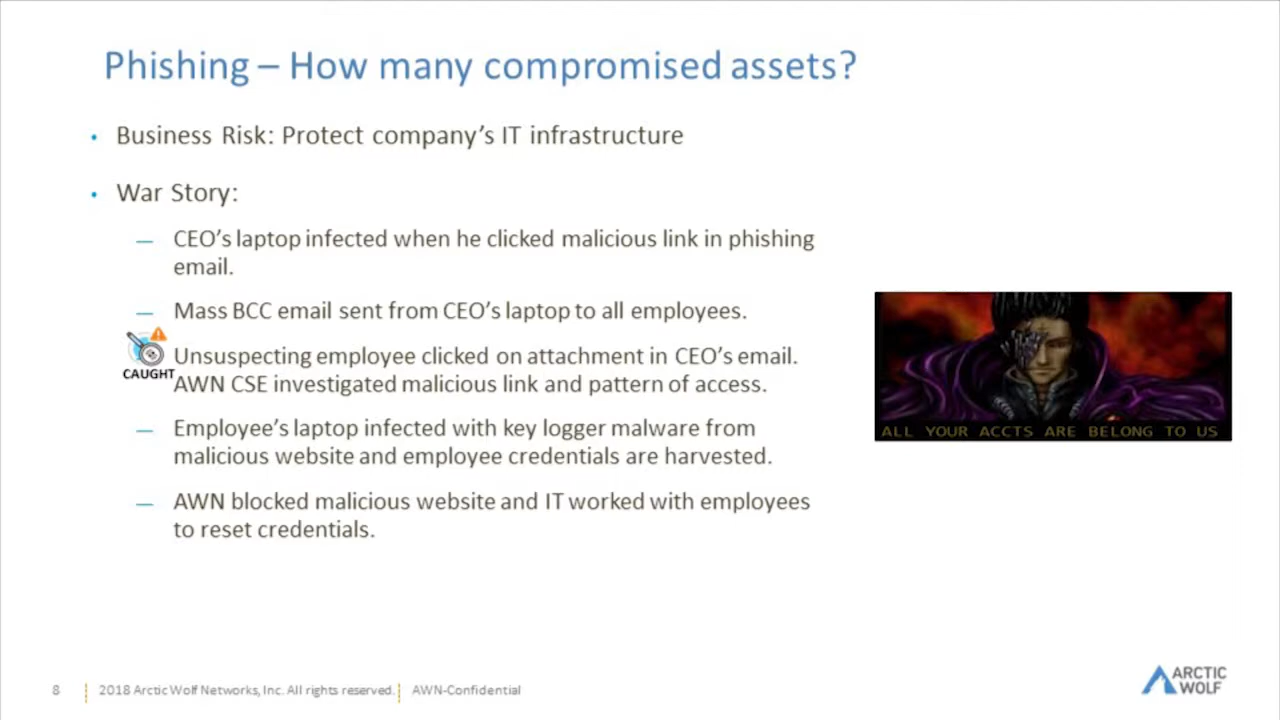 Phishing – How many compromised assets?
• Business Risk: Protect company's IT infrastructure
• War Story:
— CEO's laptop infected when he clicked malicious link in phishing
email.
— Mass BCC email sent from CEO's laptop to all employees.
Unsuspecting employee clicked on attachment in CEO's email.
CAUGHT
AWN CSE investigated malicious link and pattern of access.
— Employee's laptop infected with key logger malware from
malicious website and employee credentials are harvested.
— AWN blocked malicious website and IT worked with employees
to reset credentials.
ALL YOUR ACCTS ARE BELONG TO US
8 2018 Arctic Wolf Networks, Inc. All rights reserved. AWN-Confidential
ARCTIC
WOLF